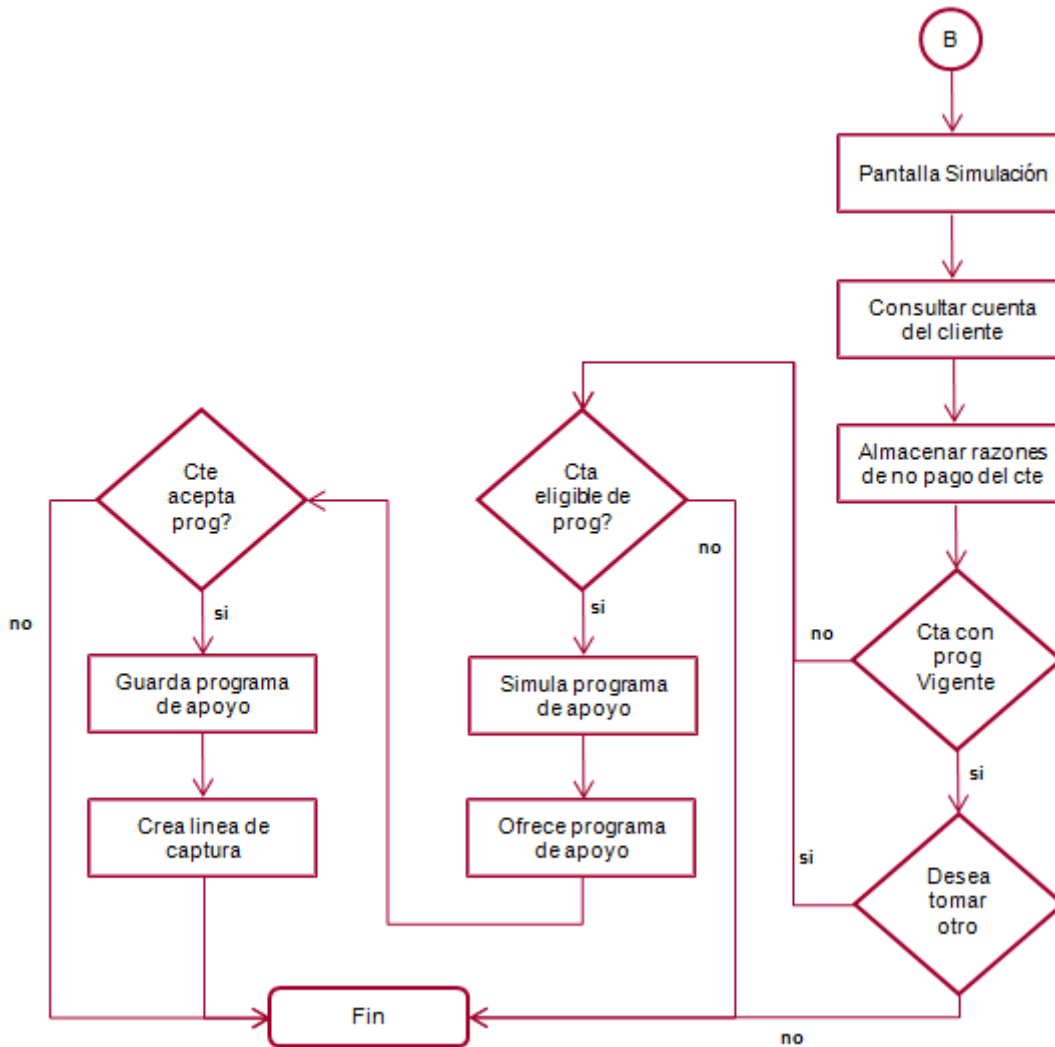 B
Pantalla Simulación
Consultar cuenta
del cliente
Almacenar razones
de no pago del cte
Cta con
prog
Vigente
no
si
Desea
tomar
otro
si
no
Cta
eligible de
prog?
no
si
Simula programa
de apoyo
Ofrece programa
de apoyo
Cte
acepta
prog?
no
si
Guarda programa
de apoyo
Crea linea de
captura
Fin